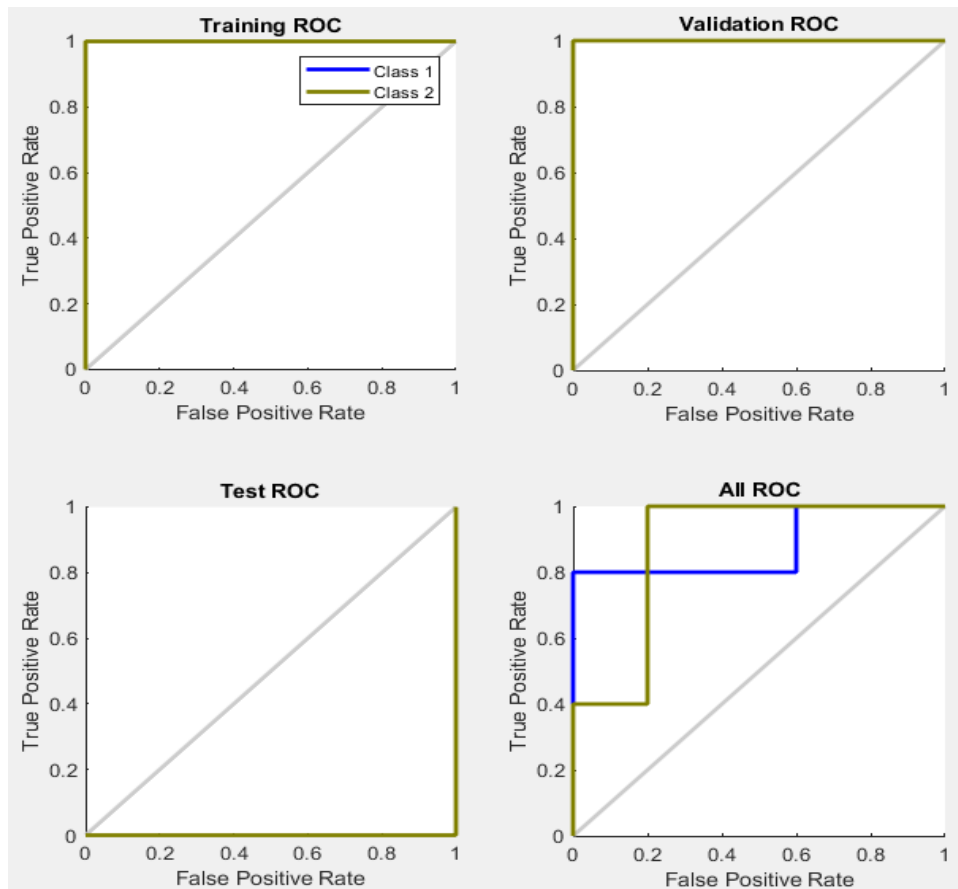 Training ROC
1
0.8
0.6
0.4
0.2
0
True Positive Rate
Class 1
Class 2
0 0.2 0.4 0.6 0.8 1
False Positive Rate
Validation ROC
1
0.8
0.6
0.4
0.2
0
True Positive Rate
0 0.2 0.4 0.6 0.8 1
False Positive Rate
Test ROC
1
0.8
0.6
0.4
0.2
0
True Positive Rate
0 0.2 0.4 0.6 0.8 1
False Positive Rate
All ROC
1
0.8
0.6
0.4
0.2
0
True Positive Rate
0 0.2 0.4 0.6 0.8 1
False Positive Rate